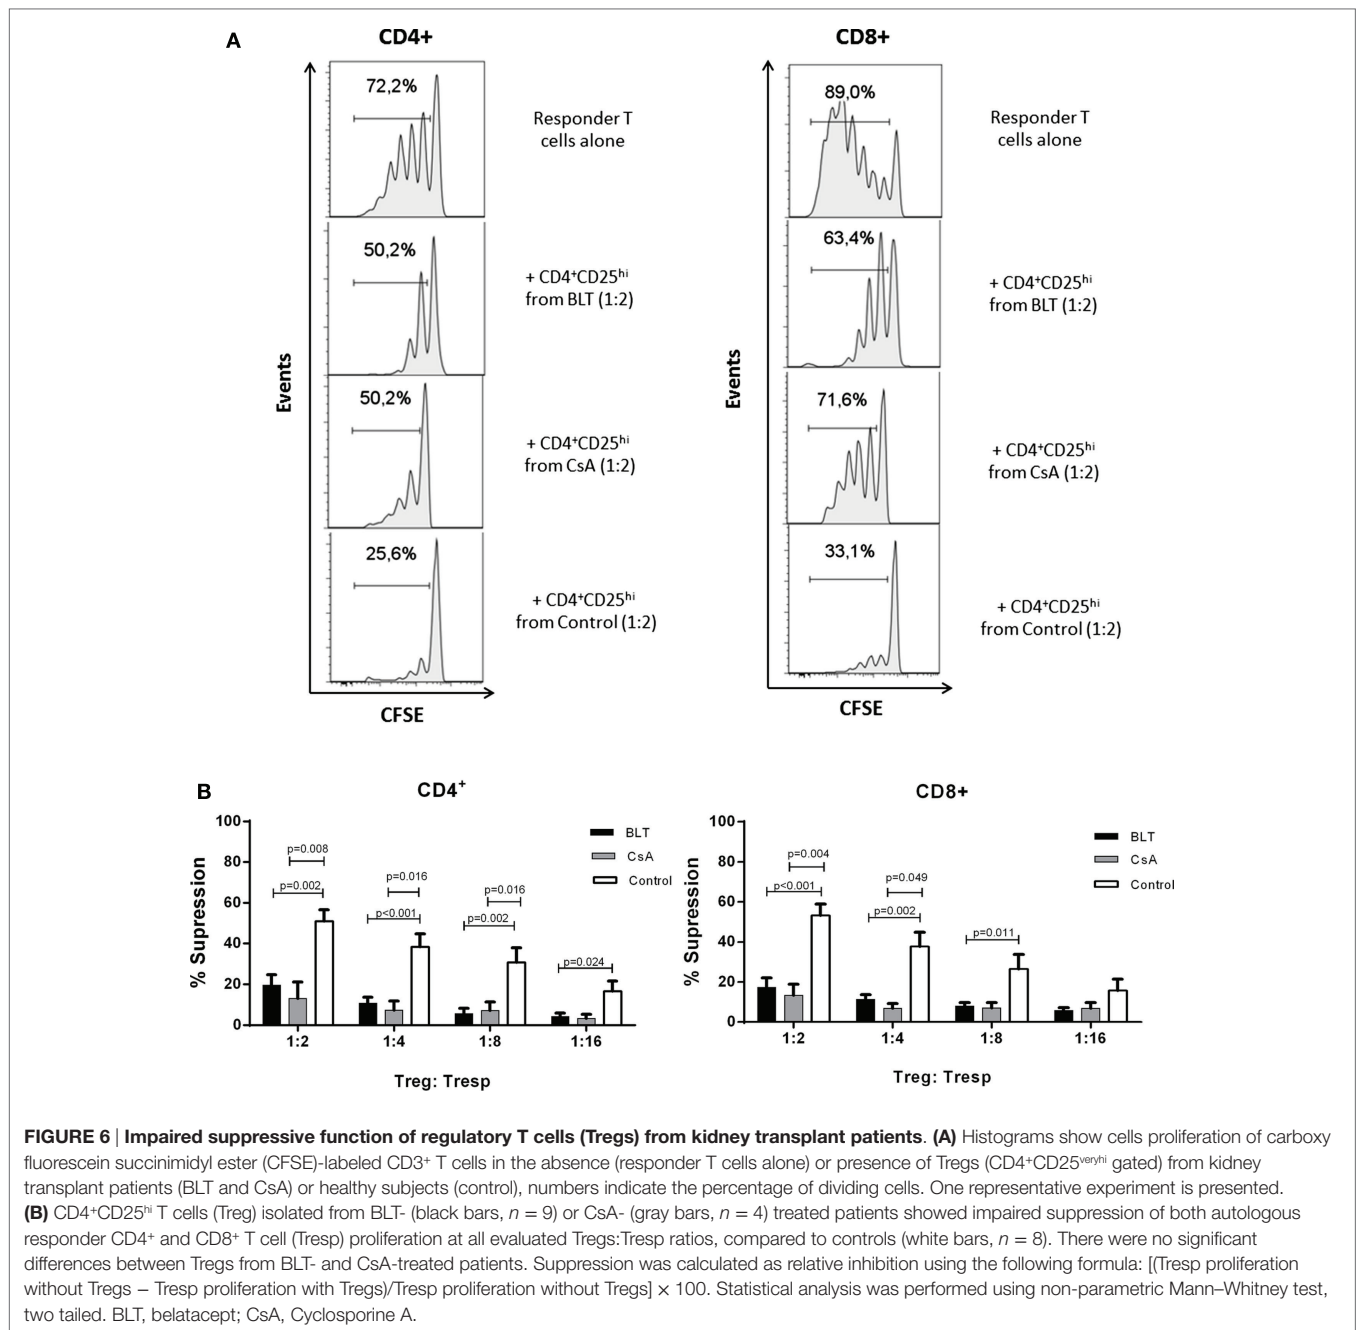 A
CD4+
CD8+
72,2%
Responder T
cells alone
89,0%
Responder T
cells alone
50,2%
+ CD4+CD25hi
from BLT (1:2)
63,4%
+ CD4+CD25hi
from BLT (1:2)
Events
Events
50,2%
+ CD4+CD25hi
from CsA (1:2)
71,6%
+ CD4+CD25hi
from CsA (1:2)
25,6%
+ CD4+CD25hi
from Control (1:2)
33,1%
+ CD4+CD25hi
from Control (1:2)
CFSE
CFSE
B
CD4+
% Supression
100
80
60
40
20
0
p=0.008
p=0.002
p=0.016
p<0.001
p=0.016
p=0.002
p=0.024
BLT
CsA
Control
1:2
1:4
1:8
1:16
Treg: Tresp
CD8+
% Supression
100
80
60
40
20
0
p=0.004
p<0.001
p=0.049
p=0.002
p=0.011
BLT
CsA
Control
1:2
1:4
1:8
1:16
Treg: Tresp
FIGURE 6 | Impaired suppressive function of regulatory T cells (Tregs) from kidney transplant patients. (A) Histograms show cells proliferation of carboxy
fluorescein succinimidyl ester (CFSE)-labeled CD3+ T cells in the absence (responder T cells alone) or presence of Tregs (CD4+CD25veryhi gated) from kidney
transplant patients (BLT and CsA) or healthy subjects (control), numbers indicate the percentage of dividing cells. One representative experiment is presented.
(B) CD4+CD25hi T cells (Treg) isolated from BLT- (black bars, n = 9) or CsA- (gray bars, n = 4) treated patients showed impaired suppression of both autologous
responder CD4+ and CD8+ T cell (Tresp) proliferation at all evaluated Tregs:Tresp ratios, compared to controls (white bars, n = 8). There were no significant
differences between Tregs from BLT- and CsA-treated patients. Suppression was calculated as relative inhibition using the following formula: [(Tresp proliferation
without Tregs − Tresp proliferation with Tregs)/Tresp proliferation without Tregs] × 100. Statistical analysis was performed using non-parametric Mann–Whitney test,
two tailed. BLT, belatacept; CsA, Cyclosporine A.